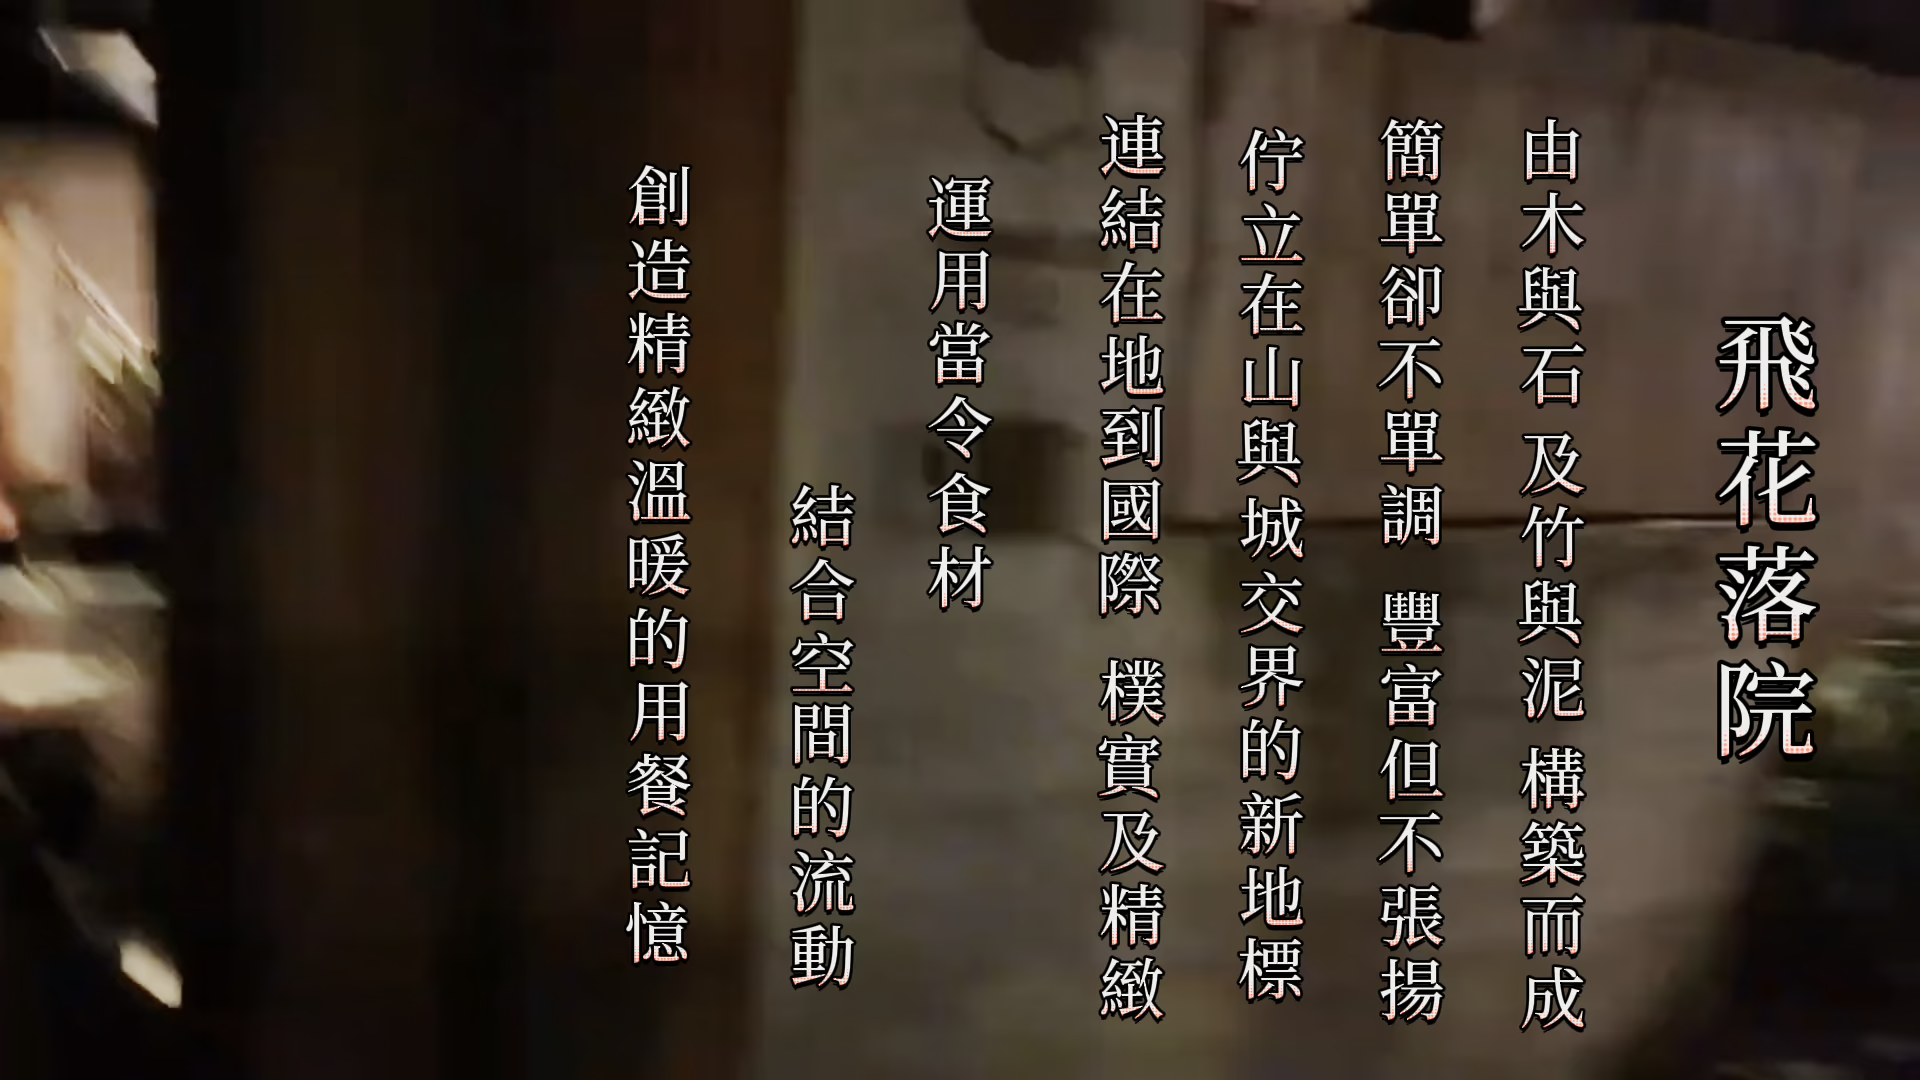 飛花落院
由木與石 及竹與泥 構築而成
簡單卻不單調 豐富但不張揚
佇立在山與城交界的新地標
連結在地到國際 樸實及精緻
運用當令食材
結合空間的流動
創造精緻溫暖的用餐記憶